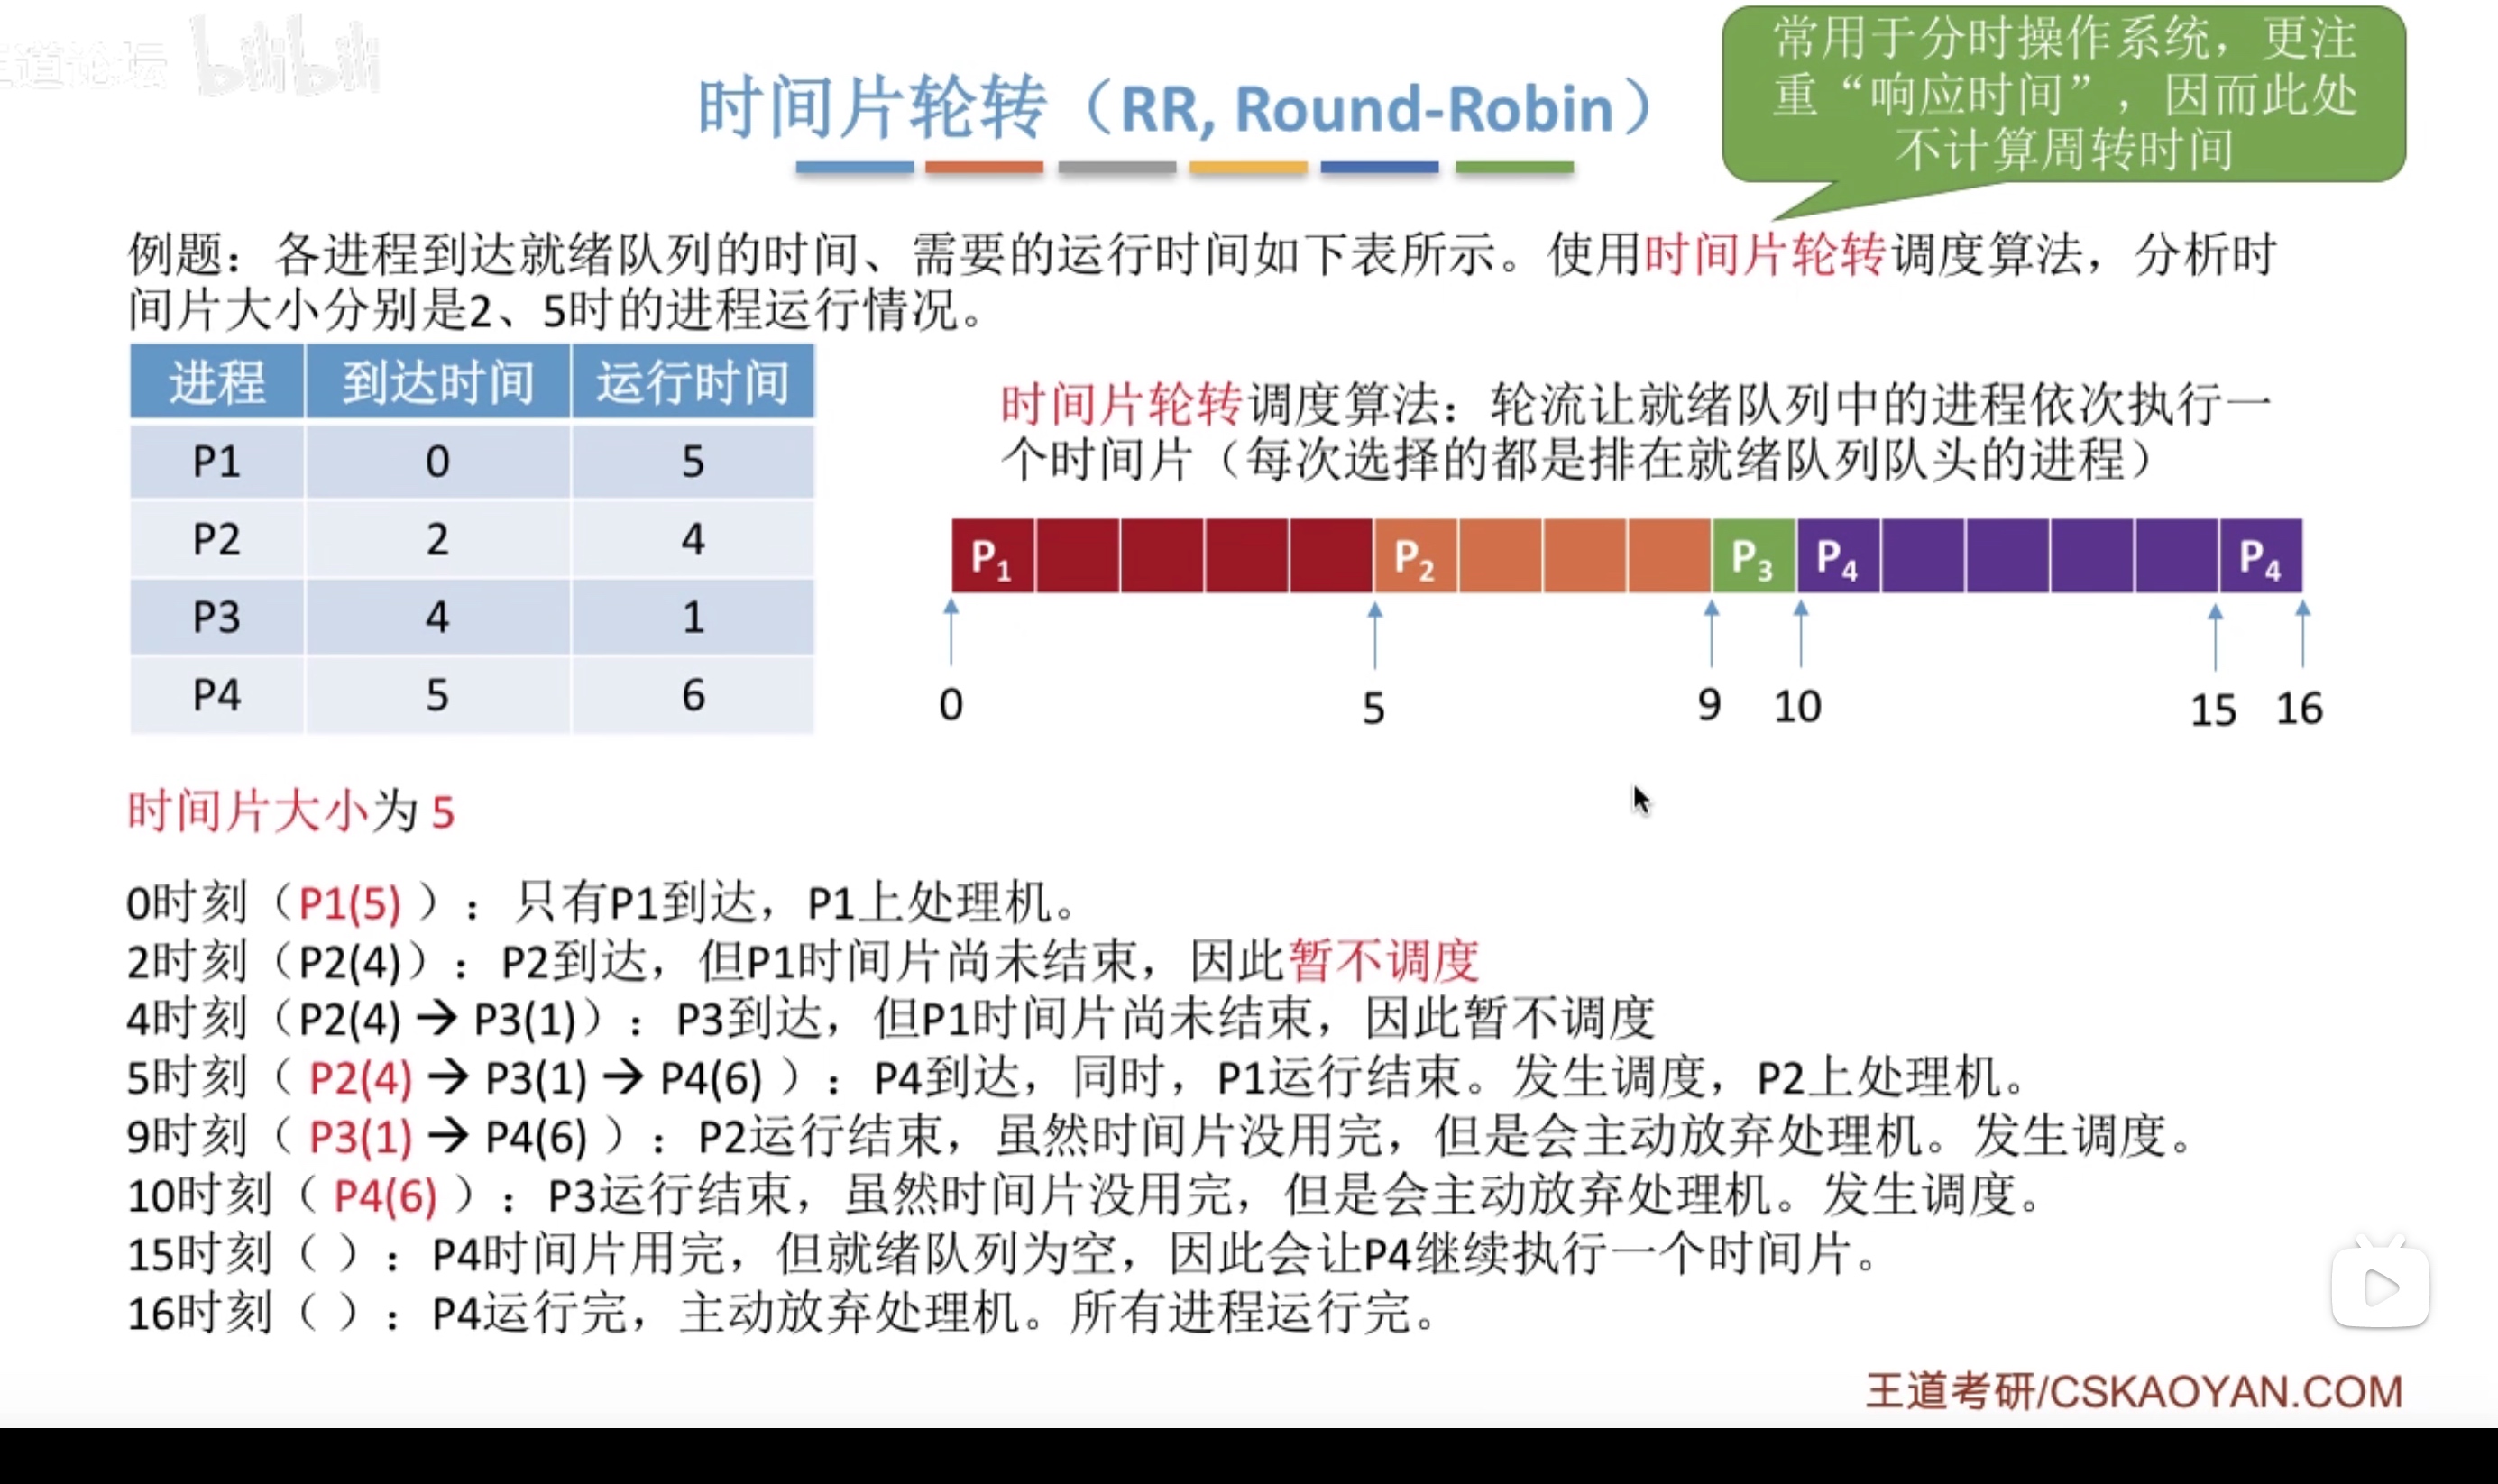 王道论坛 bilibili
常用于分时操作系统，更注
重“响应时间”，因而此处
不计算周转时间
时间片轮转（RR, Round-Robin）
例题：各进程到达就绪队列的时间、需要的运行时间如下表所示。使用时间片轮转调度算法，分析时
间片大小分别是2、5时的进程运行情况。
进程 到达时间 运行时间
P1 0 5
P2 2 4
P3 4 1
P4 5 6
时间片轮转调度算法：轮流让就绪队列中的进程依次执行一
个时间片（每次选择的都是排在就绪队列队头的进程）
P1 P2 P3 P4 P4
0 5 9 10 15 16
时间片大小为 5
0时刻（P1(5) ）：只有P1到达，P1上处理机。
2时刻（P2(4)）：P2到达，但P1时间片尚未结束，因此暂不调度
4时刻（P2(4) → P3(1)）：P3到达，但P1时间片尚未结束，因此暂不调度
5时刻（ P2(4) → P3(1) → P4(6) ）：P4到达，同时，P1运行结束。发生调度，P2上处理机。
9时刻（ P3(1) → P4(6) ）：P2运行结束，虽然时间片没用完，但是会主动放弃处理机。发生调度。
10时刻（ P4(6) ）：P3运行结束，虽然时间片没用完，但是会主动放弃处理机。发生调度。
15时刻（ ）：P4时间片用完，但就绪队列为空，因此会让P4继续执行一个时间片。
16时刻（ ）：P4运行完，主动放弃处理机。所有进程运行完。
王道考研/CSKAOYAN.COM